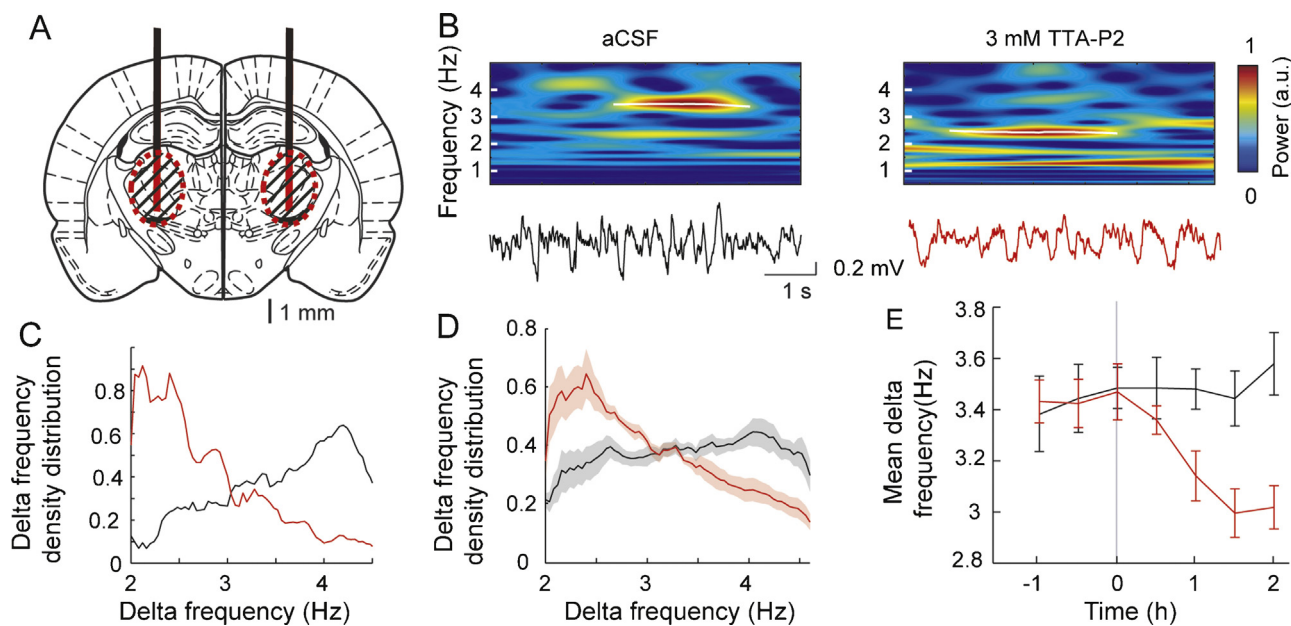 A
1 mm
B
aCSF
3 mM TTA-P2
Frequency (Hz)
4
3
2
1
4
3
2
1
1
0
Power (a.u.)
0.2 mV
1 s
C
Delta frequency
density distribution
0.8
0.6
0.4
0.2
0
2
3
4
Delta frequency (Hz)
D
Delta frequency
density distribution
0.8
0.6
0.4
0.2
0
2
3
4
Delta frequency (Hz)
E
Mean delta
frequency(Hz)
3.8
3.6
3.4
3.2
3
2.8
-1
0
1
2
Time (h)